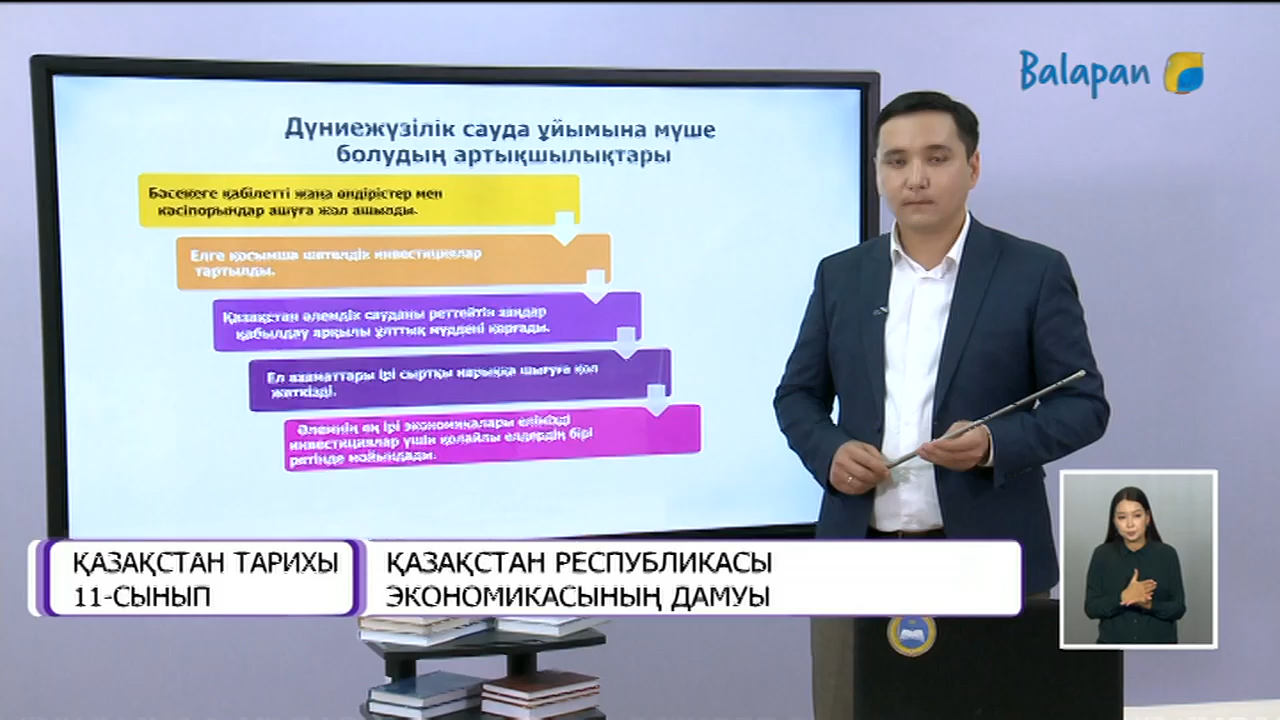 Balapan
Дүниежүзілік сауда ұйымына мүше
болудың артықшылықтары
Бәсекеге қабілетті жаңа өндірістер мен
кәсіпорындар ашуға жол ашылды.
Елге қосымша шетелдік инвестициялар
тартылды.
Қазақстан әлемдік сауданы реттейтін заңдар
қабылдау арқылы ұлттық мүддені қорғады.
Ел азаматтары ірі сыртқы нарыққа шығуға қол
жеткізді.
Әлемнің ең ірі экономикалары елімізді
инвестициялар үшін қолайлы елдердің бірі
ретінде мойындады.
ҚАЗАҚСТАН ТАРИХЫ
11-СЫНЫП
ҚАЗАҚСТАН РЕСПУБЛИКАСЫ
ЭКОНОМИКАСЫНЫҢ ДАМУЫ